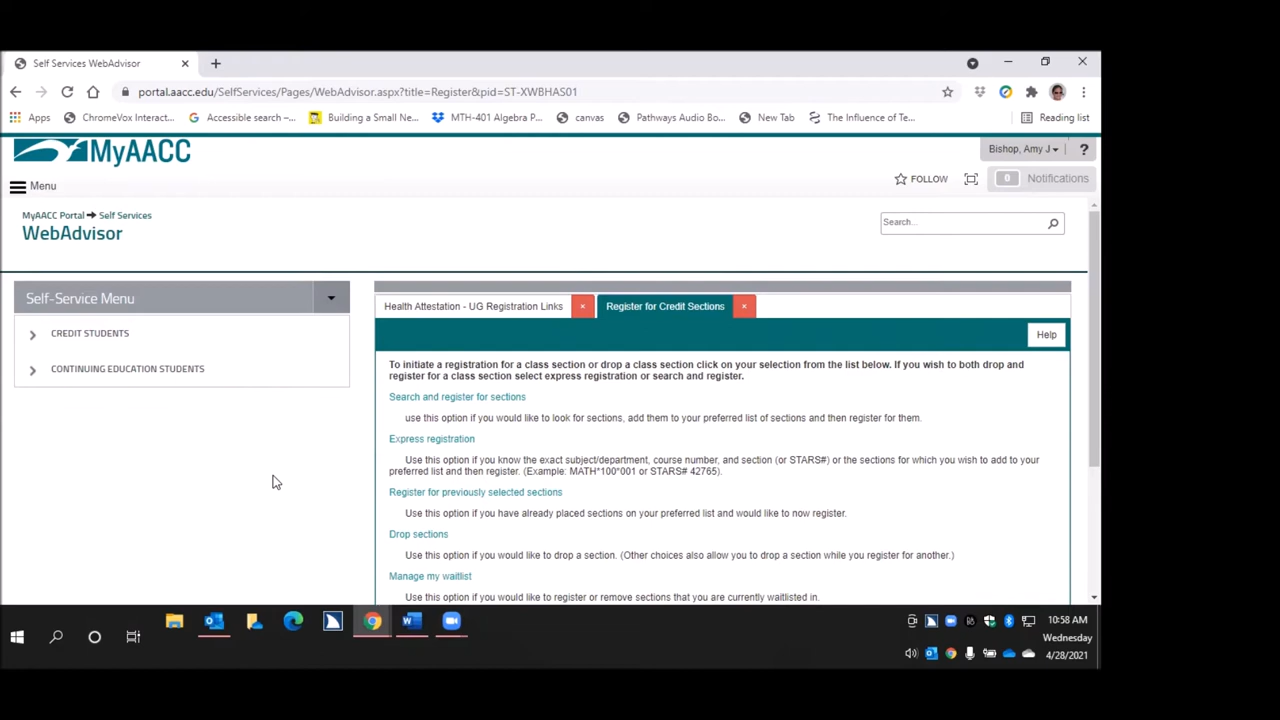 Self Services WebAdvisor
portal.aacc.edu/SelfServices/Pages/WebAdvisor.aspx?title=Register&pid=ST-XWBHAS01
Apps ChromeVox Interact... Accessible search –... Building a Small Ne... MTH-401 Algebra P... canvas Pathways Audio Bo... New Tab The Influence of Te... Reading list
MyAACC
Bishop, Amy J ?
Menu
FOLLOW 0 Notifications
MyAACC Portal → Self Services
WebAdvisor
Search...
Self-Service Menu
CREDIT STUDENTS
CONTINUING EDUCATION STUDENTS
Health Attestation - UG Registration Links × Register for Credit Sections ×
Help
To initiate a registration for a class section or drop a class section click on your selection from the list below. If you wish to both drop and
register for a class section select express registration or search and register.
Search and register for sections
use this option if you would like to look for sections, add them to your preferred list of sections and then register for them.
Express registration
Use this option if you know the exact subject/department, course number, and section (or STARS#) or the sections for which you wish to add to your
preferred list and then register. (Example: MATH*100*001 or STARS# 42765).
Register for previously selected sections
Use this option if you have already placed sections on your preferred list and would like to now register.
Drop sections
Use this option if you would like to drop a section. (Other choices also allow you to drop a section while you register for another.)
Manage my waitlist
Use this option if you would like to register or remove sections that you are currently waitlisted in.
10:58 AM
Wednesday
4/28/2021